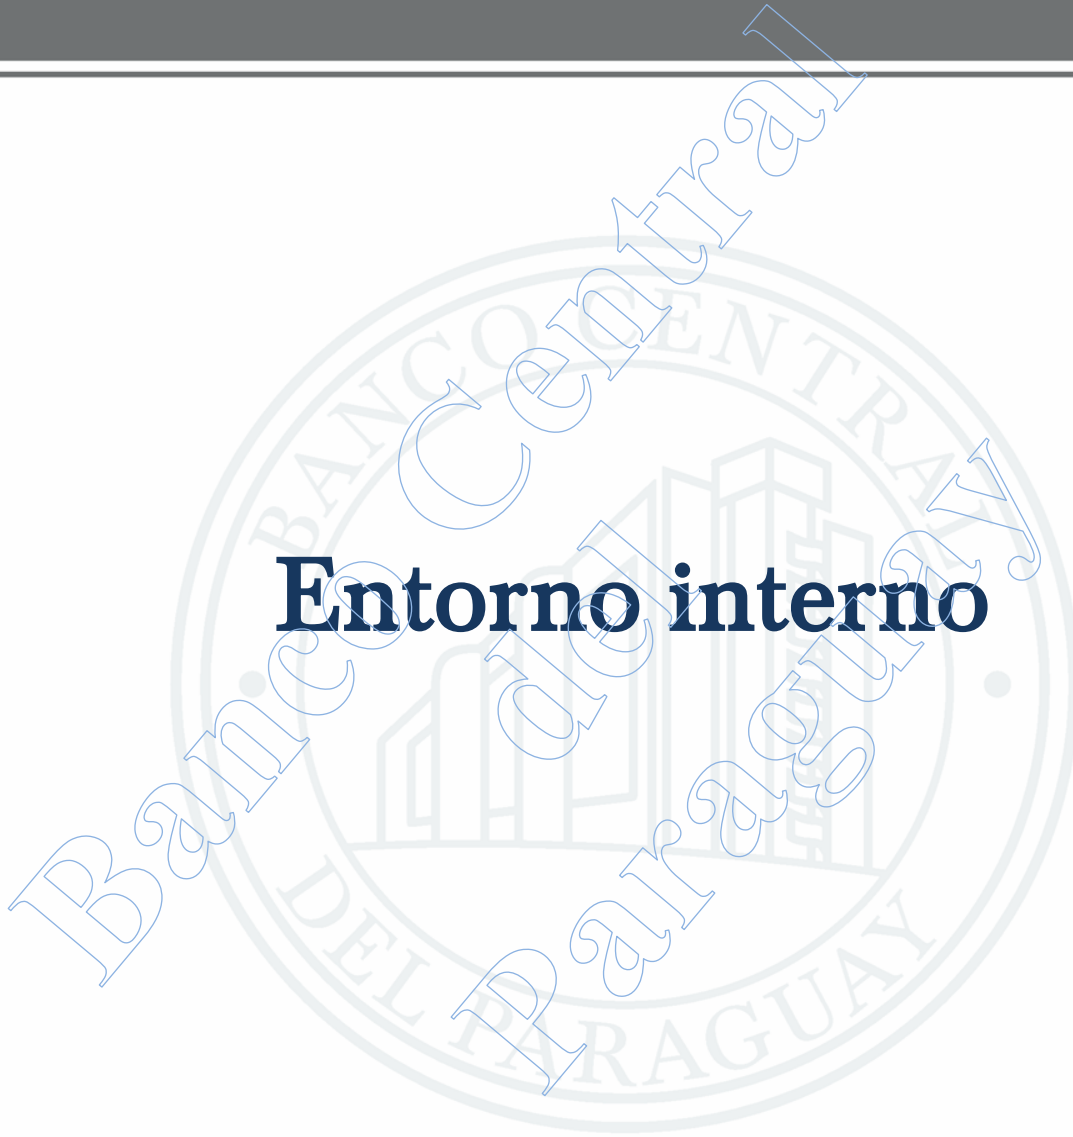 BANCO CENTRAL
Banco Central
del
Paraguay
Entorno interno
DEL PARAGUAY